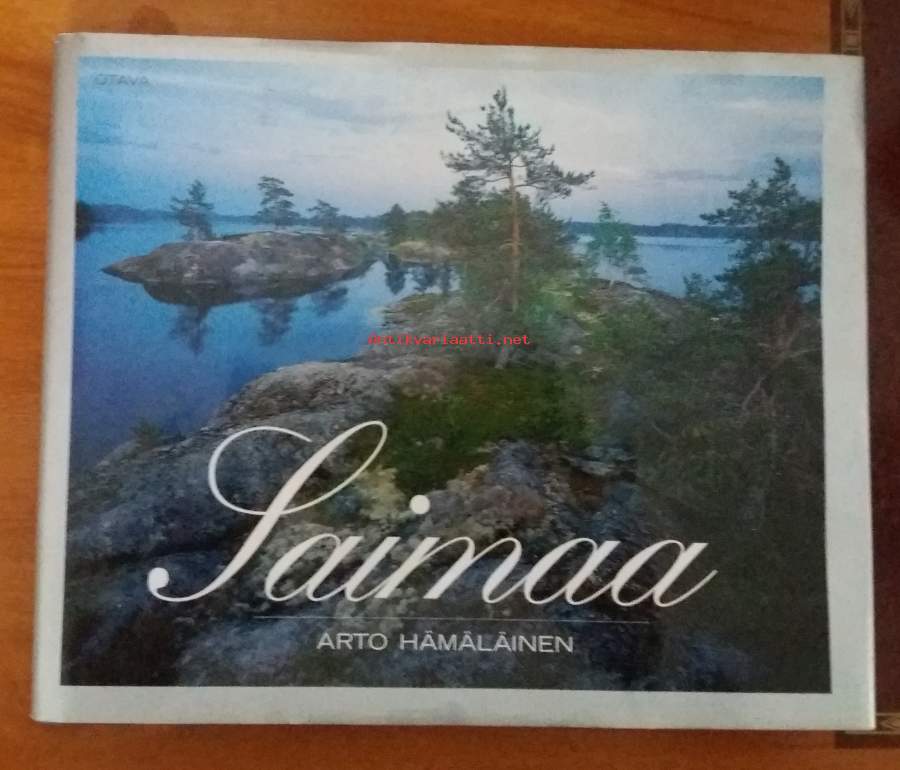 OTAVA
antikvariaatti.net
Saimaa
ARTO HÄMÄLÄINEN